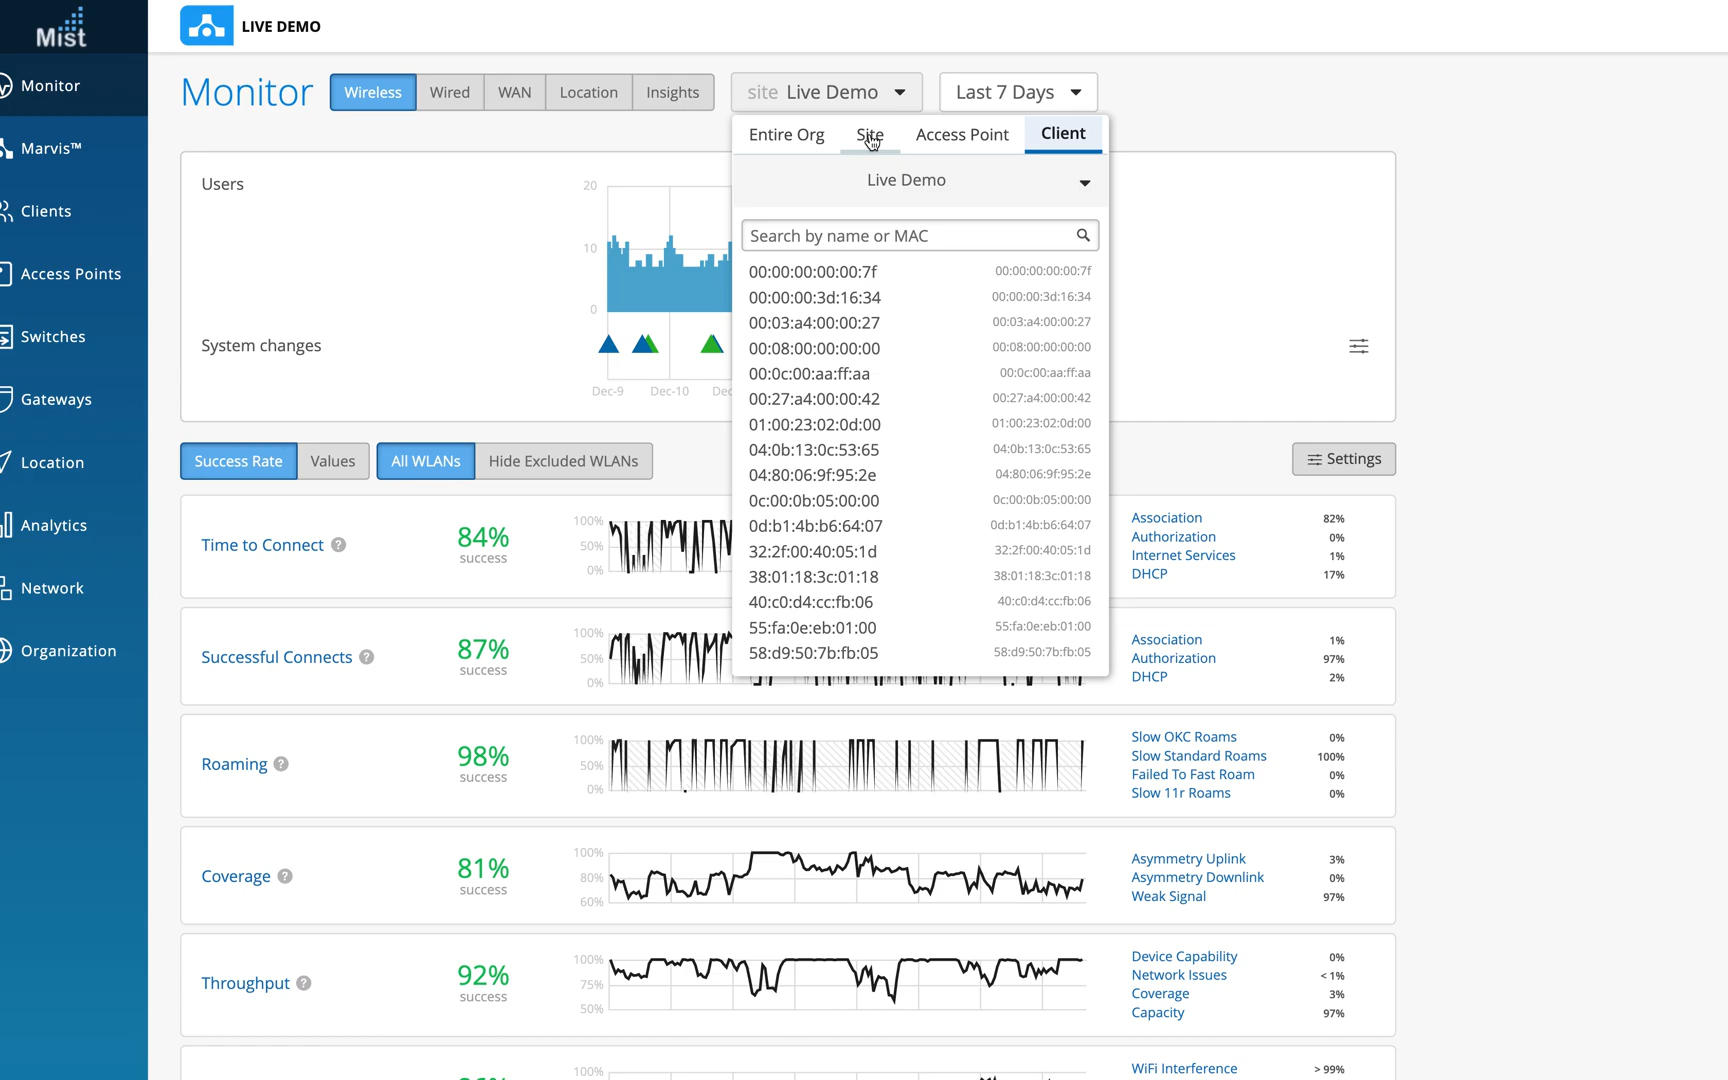 Mist
LIVE DEMO
Monitor
Marvis™
Clients
Access Points
Switches
Gateways
Location
Analytics
Network
Organization
Monitor
Wireless
Wired
WAN
Location
Insights
site Live Demo
Last 7 Days
Entire Org
Site
Access Point
Client
Live Demo
Search by name or MAC
00:00:00:00:00:7f 00:00:00:00:00:7f
00:00:00:3d:16:34 00:00:00:3d:16:34
00:03:a4:00:00:27 00:03:a4:00:00:27
00:08:00:00:00:00 00:08:00:00:00:00
00:0c:00:aa:ff:aa 00:0c:00:aa:ff:aa
00:27:a4:00:00:42 00:27:a4:00:00:42
01:00:23:02:0d:00 01:00:23:02:0d:00
04:0b:13:0c:53:65 04:0b:13:0c:53:65
04:80:06:9f:95:2e 04:80:06:9f:95:2e
0c:00:0b:05:00:00 0c:00:0b:05:00:00
0d:b1:4b:b6:64:07 0d:b1:4b:b6:64:07
32:2f:00:40:05:1d 32:2f:00:40:05:1d
38:01:18:3c:01:18 38:01:18:3c:01:18
40:c0:d4:cc:fb:06 40:c0:d4:cc:fb:06
55:fa:0e:eb:01:00 55:fa:0e:eb:01:00
58:d9:50:7b:fb:05 58:d9:50:7b:fb:05
Users
20
10
0
System changes
Dec-9 Dec-10
Success Rate
Values
All WLANs
Hide Excluded WLANs
Settings
Time to Connect ?
84%
success
100%
50%
0%
Association 82%
Authorization 0%
Internet Services 1%
DHCP 17%
Successful Connects ?
87%
success
100%
50%
0%
Association 1%
Authorization 97%
DHCP 2%
Roaming ?
98%
success
100%
50%
0%
Slow OKC Roams 0%
Slow Standard Roams 100%
Failed To Fast Roam 0%
Slow 11r Roams 0%
Coverage ?
81%
success
100%
80%
60%
Asymmetry Uplink 3%
Asymmetry Downlink 0%
Weak Signal 97%
Throughput ?
92%
success
100%
75%
50%
Device Capability 0%
Network Issues <1%
Coverage 3%
Capacity 97%
100%
WiFi Interference >99%